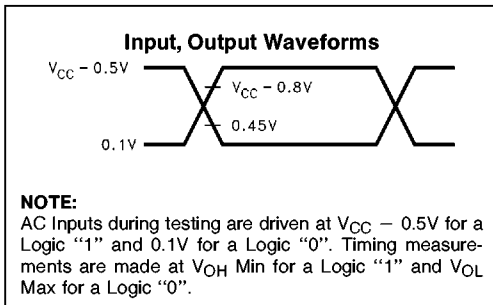 Input, Output Waveforms
VCC − 0.5V
VCC − 0.8V
0.45V
0.1V
NOTE:
AC Inputs during testing are driven at VCC − 0.5V for a
Logic “1” and 0.1V for a Logic “0”. Timing measure-
ments are made at VOH Min for a Logic “1” and VOL
Max for a Logic “0”.